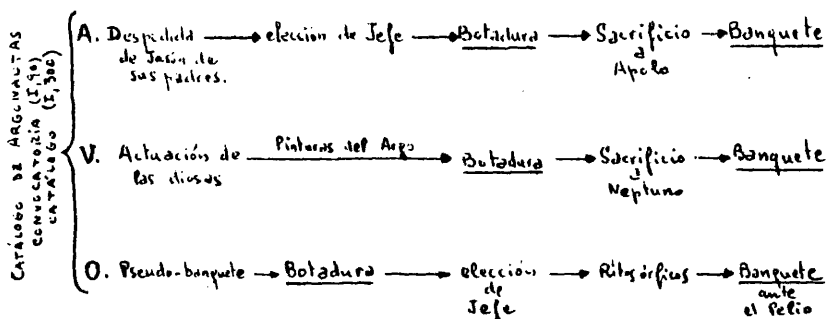 CATÁLOGO DE ARGONAUTAS
CONVOCATORIA (I,90)
CATÁLOGO (I,302)
A. Despedida de Jasón de sus padres. → elección de Jefe → Botadura → Sacrificio a Apolo → Banquete
V. Actuación de las diosas Pinturas del Argo → Botadura → Sacrificio a Neptuno → Banquete
O. Pseudo-banquete → Botadura → elección de Jefe → Ritos órficos → Banquete ante el Pelio